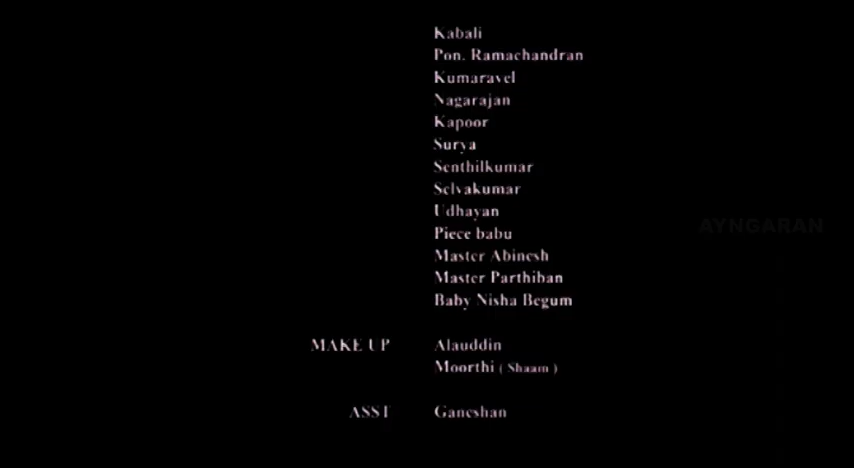 Kabali
Pon. Ramachandran
Kumaravel
Nagarajan
Kapoor
Surya
Senthilkumar
Selvakumar
Udhayan
Piece babu
Master Abinesh
Master Parthiban
Baby Nisha Begum
AYNGARAN
MAKE UP Alauddin
Moorthi ( Shaam )
ASST Ganeshan